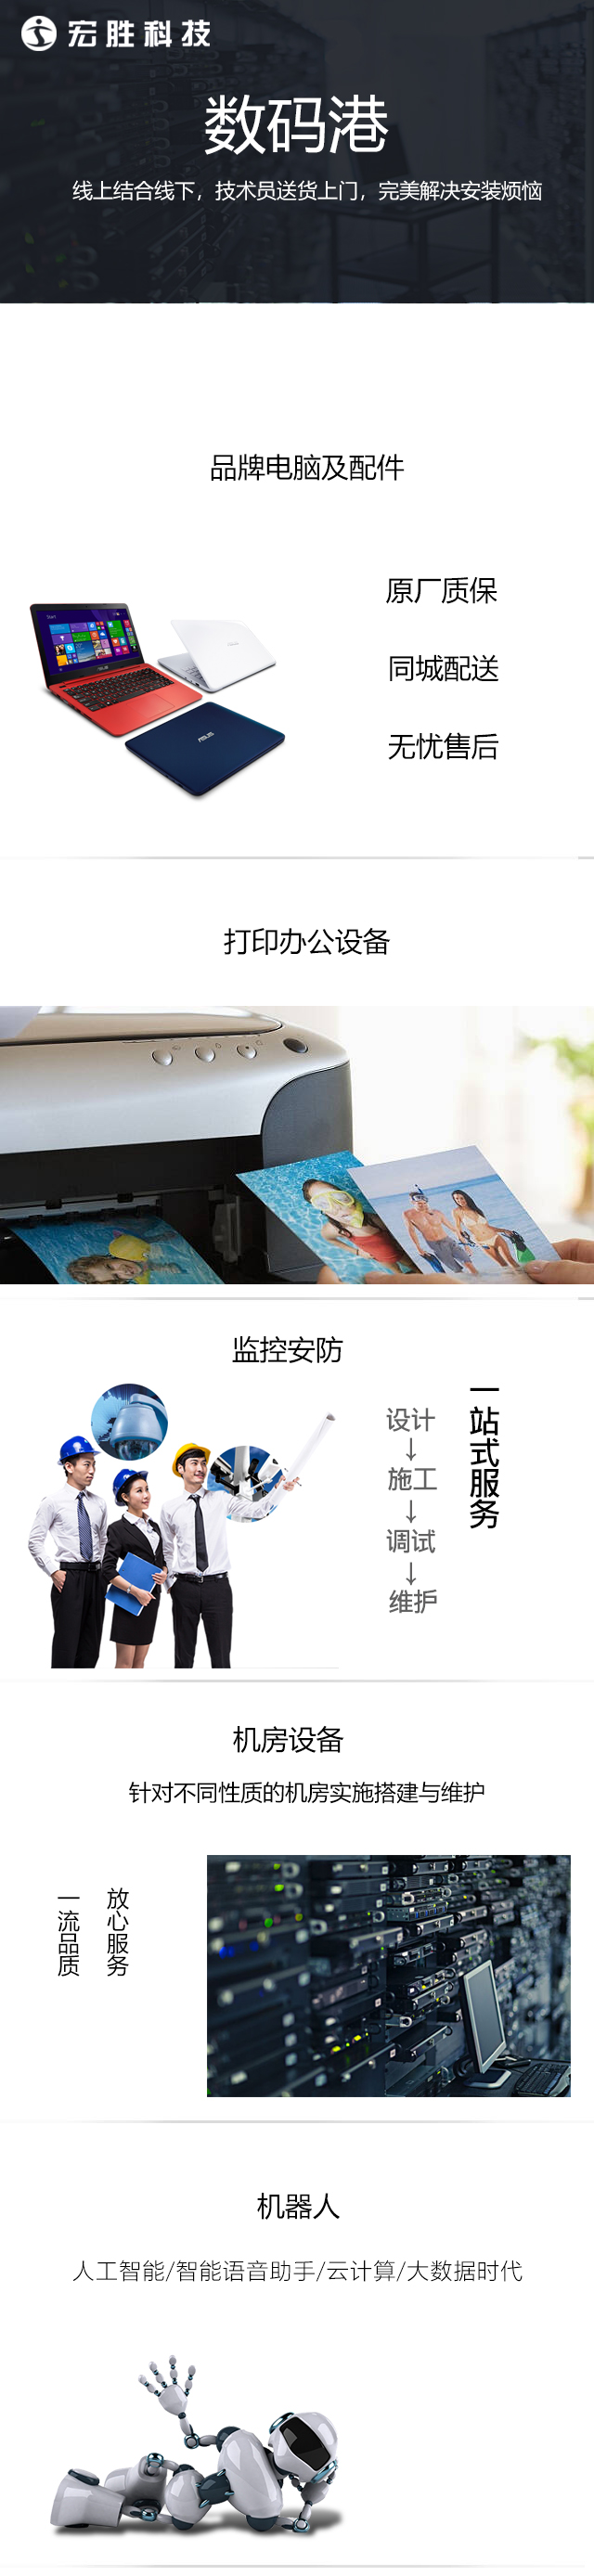 宏胜科技
数码港
线上结合线下，技术员送货上门，完美解决安装烦恼
品牌电脑及配件
原厂质保
同城配送
无忧售后
Start
ASUS
打印办公设备
监控安防
一站式服务
设计
↓
施工
↓
调试
↓
维护
机房设备
针对不同性质的机房实施搭建与维护
放心服务
一流品质
机器人
人工智能/智能语音助手/云计算/大数据时代